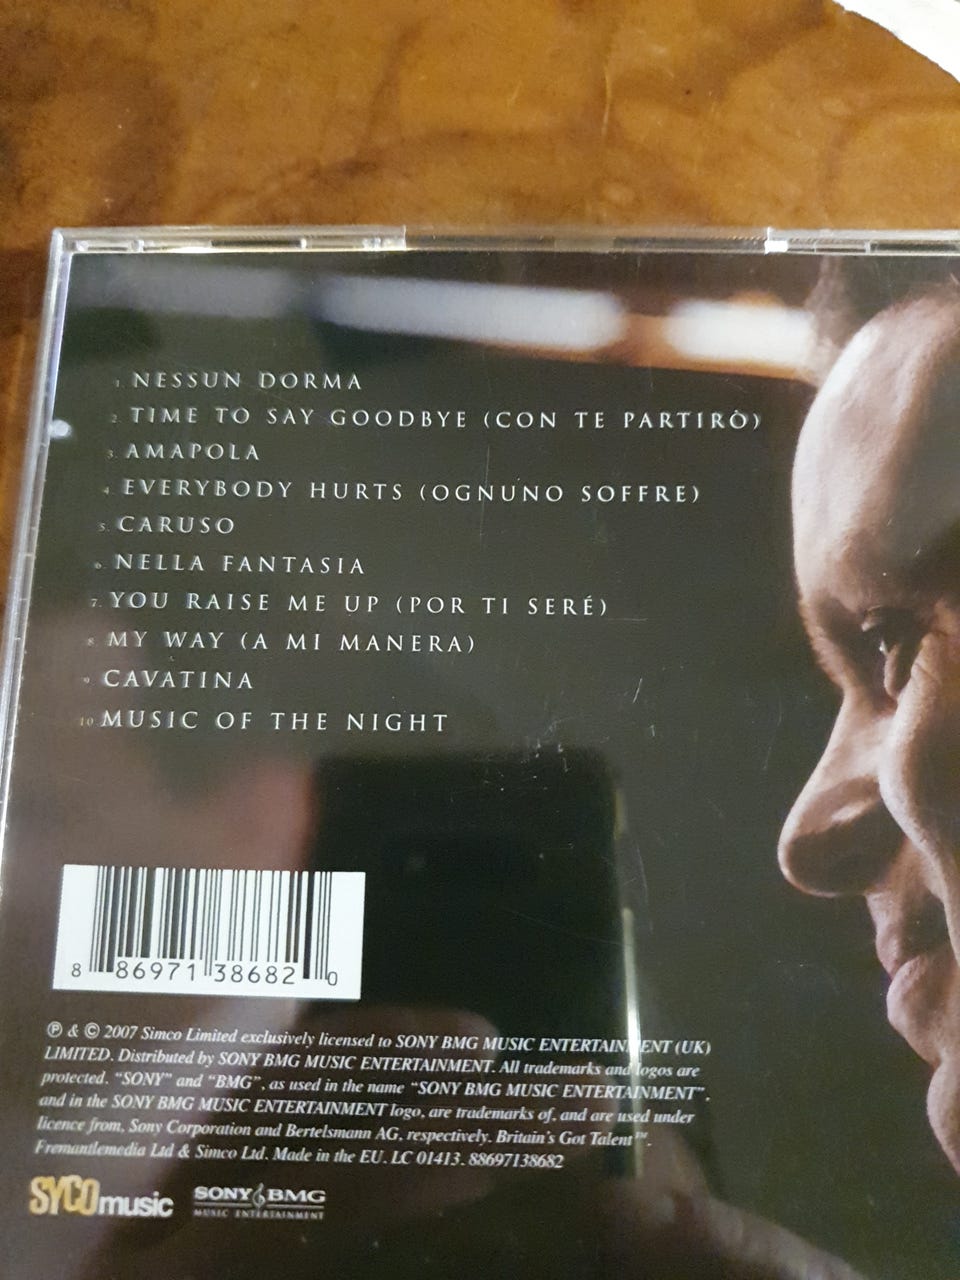 1. NESSUN DORMA
2. TIME TO SAY GOODBYE (CON TE PARTIRÒ)
3. AMAPOLA
4. EVERYBODY HURTS (OGNUNO SOFFRE)
5. CARUSO
6. NELLA FANTASIA
7. YOU RAISE ME UP (POR TI SERÉ)
8. MY WAY (A MI MANERA)
9. CAVATINA
10. MUSIC OF THE NIGHT
8 86971 38682 0
℗ & © 2007 Simco Limited exclusively licensed to SONY BMG MUSIC ENTERTAINMENT (UK)
LIMITED. Distributed by SONY BMG MUSIC ENTERTAINMENT. All trademarks and logos are
protected. “SONY” and “BMG”, as used in the name “SONY BMG MUSIC ENTERTAINMENT”,
and in the SONY BMG MUSIC ENTERTAINMENT logo, are trademarks of, and are used under
licence from, Sony Corporation and Bertelsmann AG, respectively. Britain's Got Talent™.
Fremantlemedia Ltd & Simco Ltd. Made in the EU. LC 01413. 88697138682
SYCOmusic SONY BMG
MUSIC ENTERTAINMENT